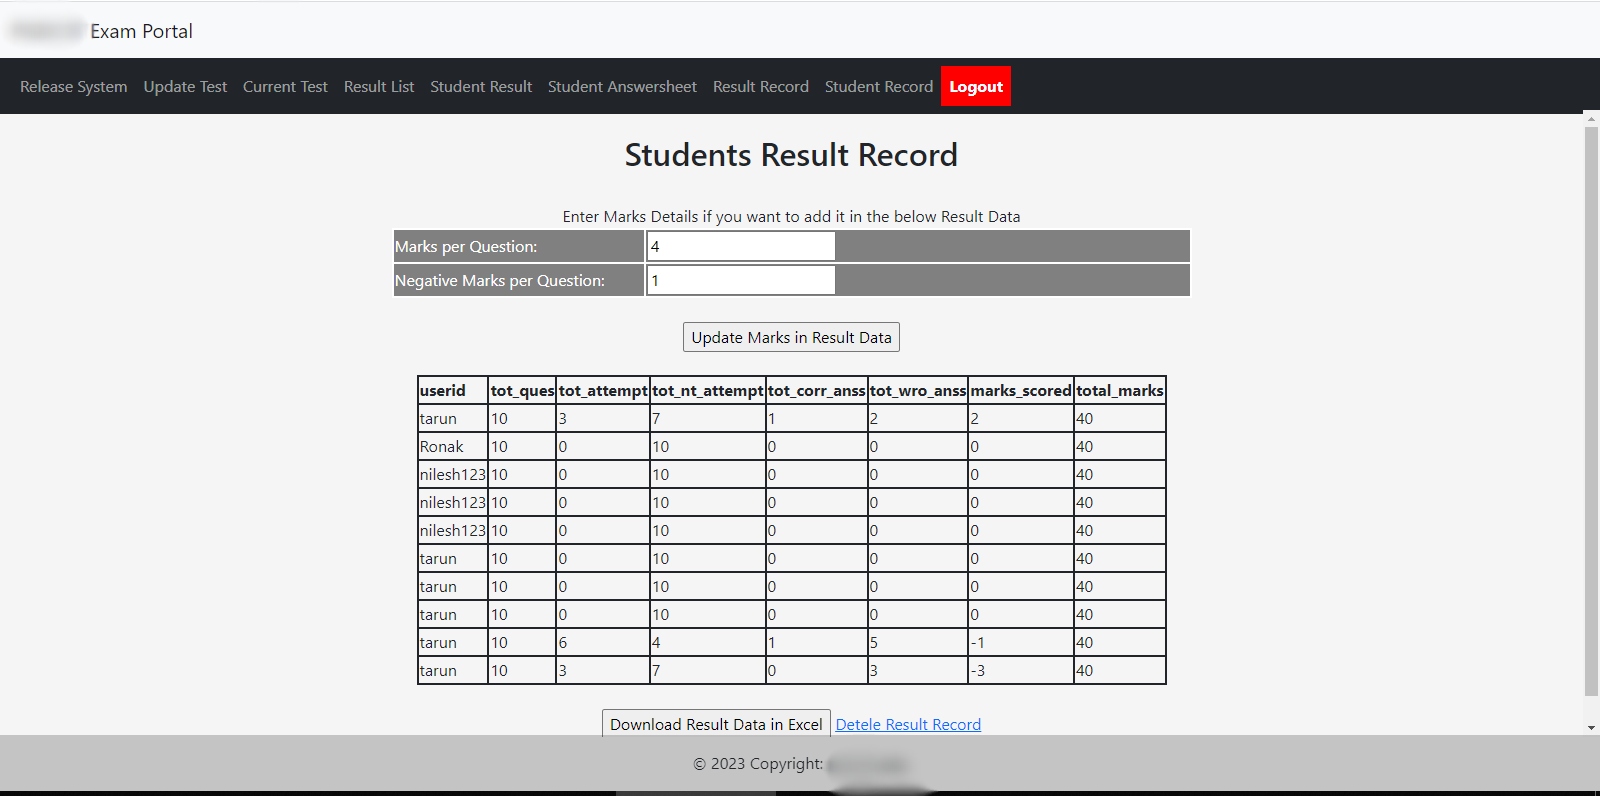 Exam Portal
Release System Update Test Current Test Result List Student Result Student Answersheet Result Record Student Record Logout
Students Result Record
Enter Marks Details if you want to add it in the below Result Data
Marks per Question: 4
Negative Marks per Question: 1
Update Marks in Result Data
userid tot_ques tot_attempt tot_nt_attempt tot_corr_anss tot_wro_anss marks_scored total_marks
tarun 10 3 7 1 2 2 40
Ronak 10 0 10 0 0 0 40
nilesh123 10 0 10 0 0 0 40
nilesh123 10 0 10 0 0 0 40
nilesh123 10 0 10 0 0 0 40
tarun 10 0 10 0 0 0 40
tarun 10 0 10 0 0 0 40
tarun 10 0 10 0 0 0 40
tarun 10 6 4 1 5 -1 40
tarun 10 3 7 0 3 -3 40
Download Result Data in Excel Detele Result Record
© 2023 Copyright: